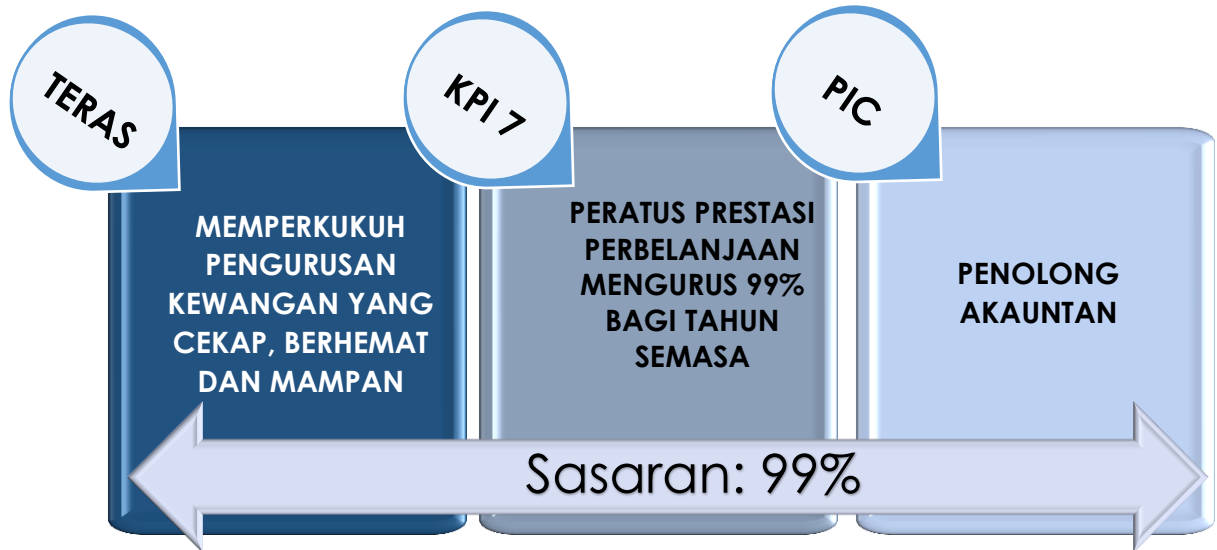 TERAS
MEMPERKUKUH
PENGURUSAN
KEWANGAN YANG
CEKAP, BERHEMAT
DAN MAMPAN
KPI 7
PERATUS PRESTASI
PERBELANJAAN
MENGURUS 99%
BAGI TAHUN
SEMASA
PIC
PENOLONG
AKAUNTAN
Sasaran: 99%